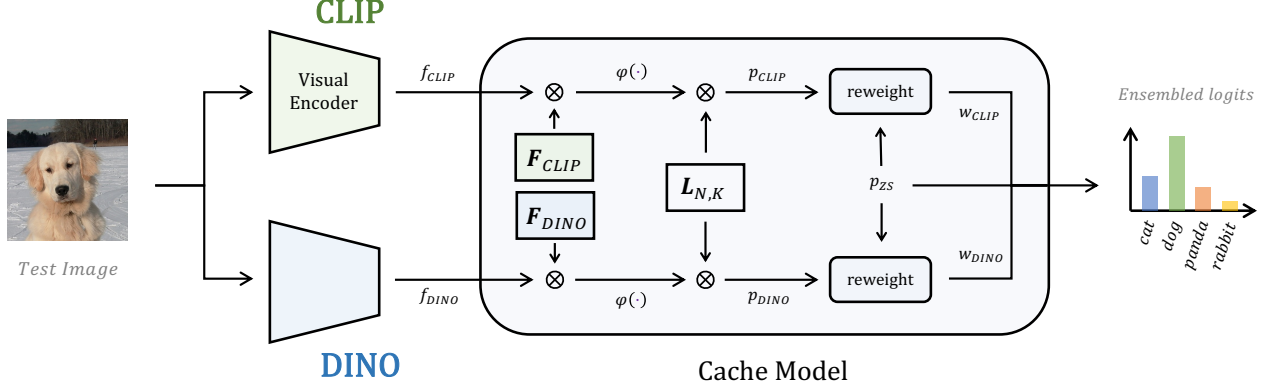 CLIP
Visual
Encoder
f_CLIP
φ(·)
p_CLIP
reweight
w_CLIP
Ensembled logits
F_CLIP
L_N,K
p_ZS
F_DINO
Test Image
f_DINO
φ(·)
p_DINO
reweight
w_DINO
cat
dog
panda
rabbit
DINO
Cache Model